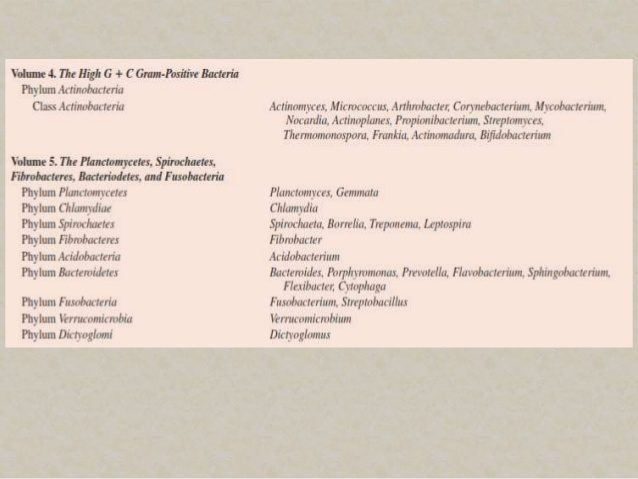 Volume 4. The High G + C Gram-Positive Bacteria
Phylum Actinobacteria
Class Actinobacteria Actinomyces, Micrococcus, Arthrobacter, Corynebacterium, Mycobacterium,
Nocardia, Actinoplanes, Propionibacterium, Streptomyces,
Thermomonospora, Frankia, Actinomadura, Bifidobacterium
Volume 5. The Planctomycetes, Spirochaetes,
Fibrobacteres, Bacteriodetes, and Fusobacteria
Phylum Planctomycetes Planctomyces, Gemmata
Phylum Chlamydiae Chlamydia
Phylum Spirochaetes Spirochaeta, Borrelia, Treponema, Leptospira
Phylum Fibrobacteres Fibrobacter
Phylum Acidobacteria Acidobacterium
Phylum Bacteroidetes Bacteroides, Porphyromonas, Prevotella, Flavobacterium, Sphingobacterium,
Flexibacter, Cytophaga
Phylum Fusobacteria Fusobacterium, Streptobacillus
Phylum Verrucomicrobia Verrucomicrobium
Phylum Dictyoglomi Dictyoglomus